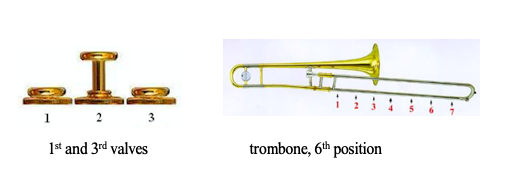 1 2 3 4 5 6 7
1 2 3
1st and 3rd valves
trombone, 6th position